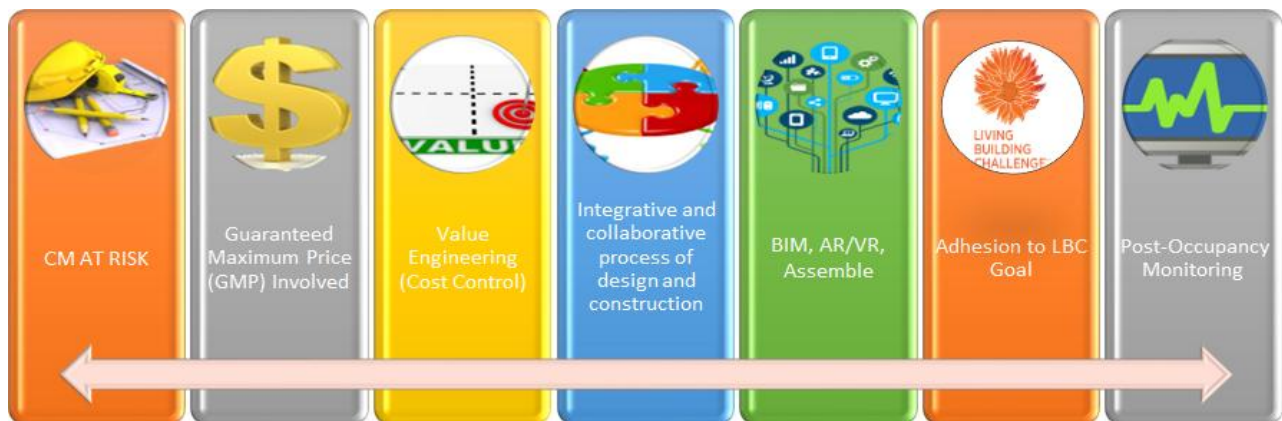 CM AT RISK
Guaranteed
Maximum Price
(GMP) Involved
VALU
Value
Engineering
(Cost Control)
Integrative and
collaborative
process of
design and
construction
BIM, AR/VR,
Assemble
LIVING
BUILDING
CHALLENGE
Adhesion to LBC
Goal
Post-Occupancy
Monitoring